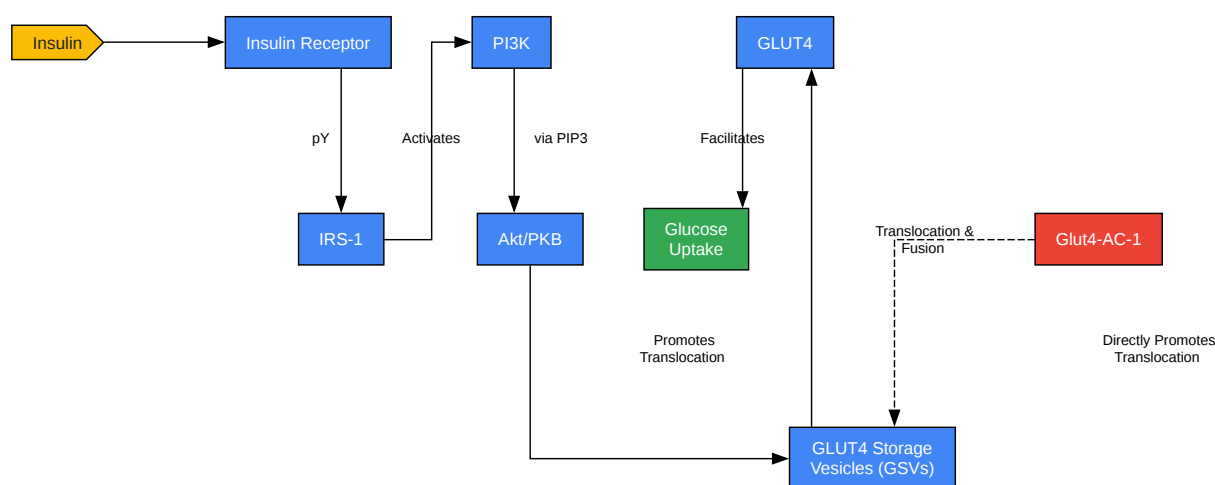 Insulin
Insulin Receptor
PI3K
GLUT4
pY
Activates
via PIP3
Facilitates
IRS-1
Akt/PKB
Glucose
Uptake
Translocation &
Fusion
Glut4-AC-1
Promotes
Translocation
Directly Promotes
Translocation
GLUT4 Storage
Vesicles (GSVs)